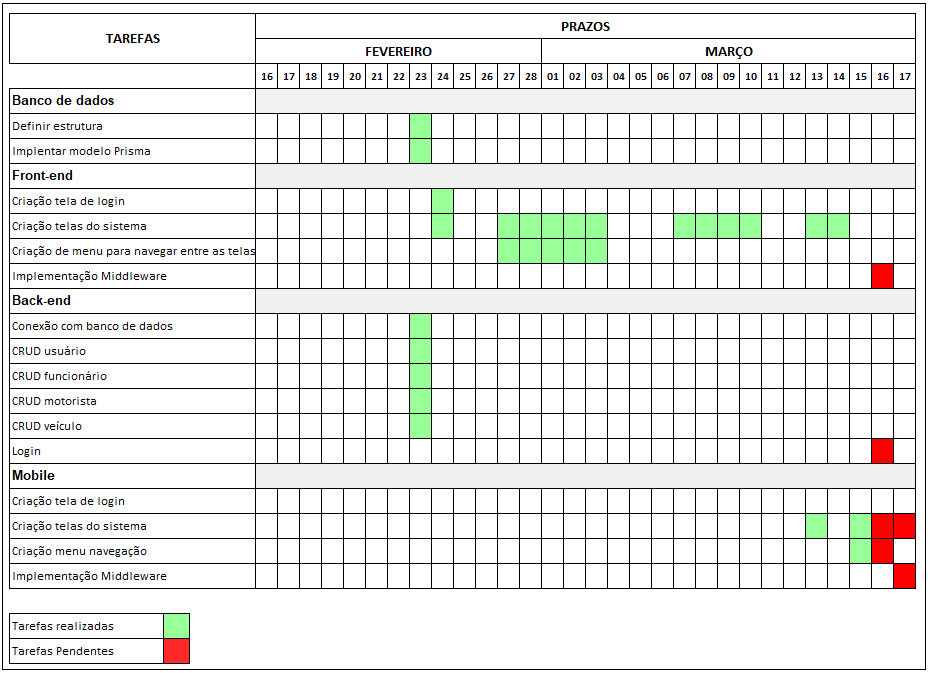 TAREFAS
PRAZOS
FEVEREIRO MARÇO
16 17 18 19 20 21 22 23 24 25 26 27 28 01 02 03 04 05 06 07 08 09 10 11 12 13 14 15 16 17
Banco de dados
Definir estrutura
Implentar modelo Prisma
Front-end
Criação tela de login
Criação telas do sistema
Criação de menu para navegar entre as telas
Implementação Middleware
Back-end
Conexão com banco de dados
CRUD usuário
CRUD funcionário
CRUD motorista
CRUD veículo
Login
Mobile
Criação tela de login
Criação telas do sistema
Criação menu navegação
Implementação Middleware
Tarefas realizadas
Tarefas Pendentes